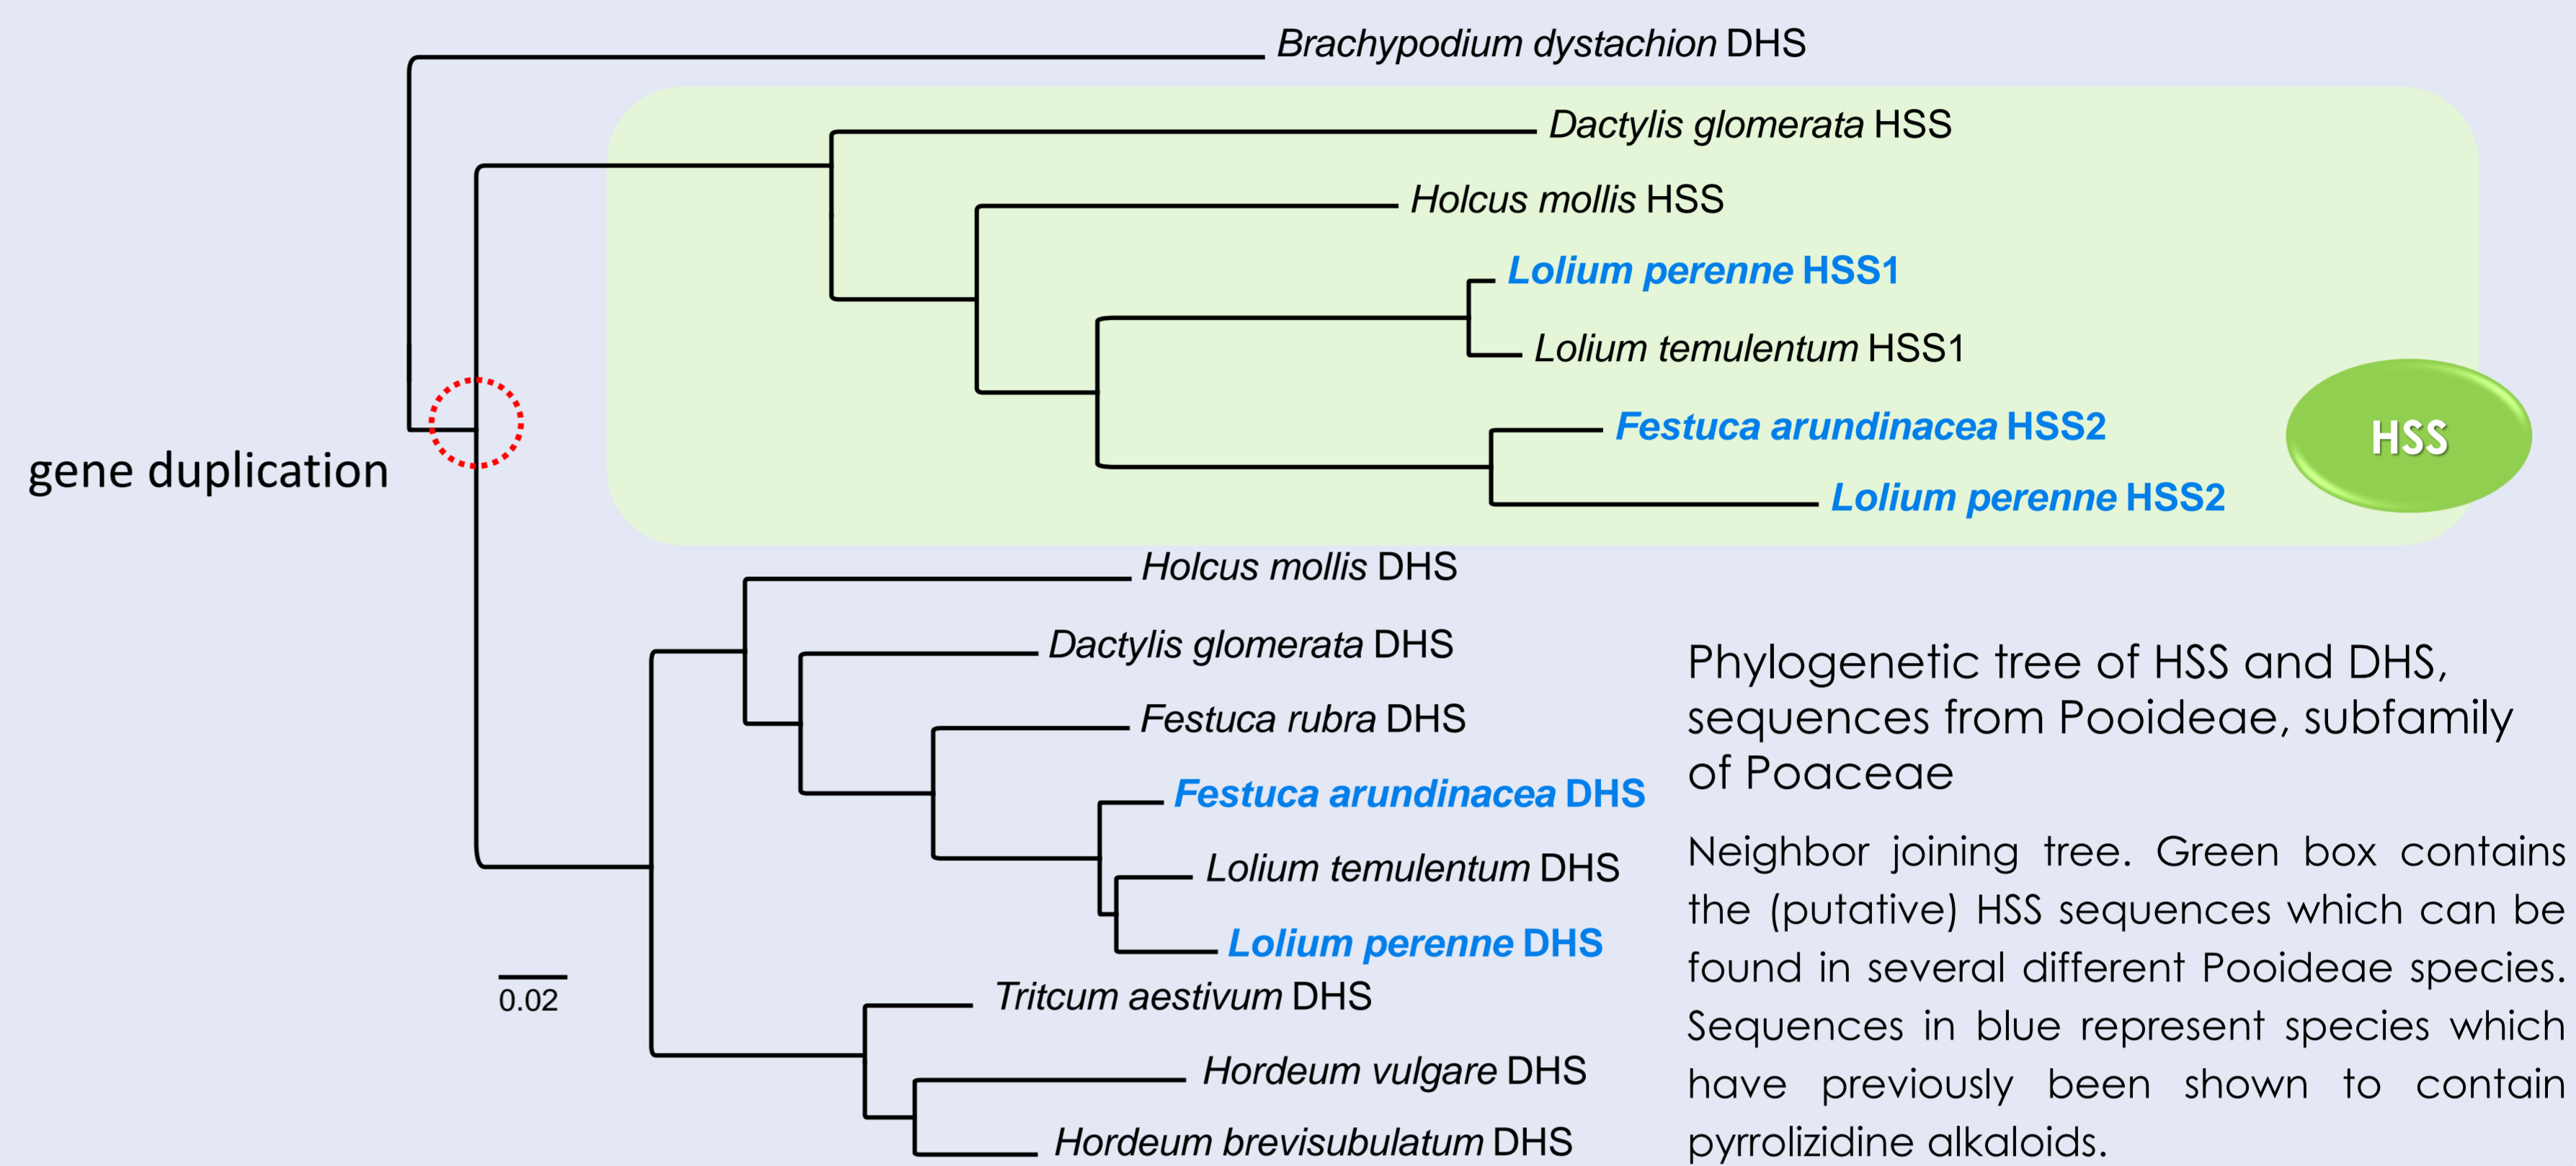 Brachypodium dystachion DHS
Dactylis glomerata HSS
Holcus mollis HSS
Lolium perenne HSS1
Lolium temulentum HSS1
Festuca arundinacea HSS2
HSS
gene duplication
Lolium perenne HSS2
Holcus mollis DHS
Dactylis glomerata DHS
Festuca rubra DHS
Festuca arundinacea DHS
Lolium temulentum DHS
Lolium perenne DHS
0.02
Tritcum aestivum DHS
Hordeum vulgare DHS
Hordeum brevisubulatum DHS
Phylogenetic tree of HSS and DHS,
sequences from Pooideae, subfamily
of Poaceae
Neighbor joining tree. Green box contains
the (putative) HSS sequences which can be
found in several different Pooideae species.
Sequences in blue represent species which
have previously been shown to contain
pyrrolizidine alkaloids.